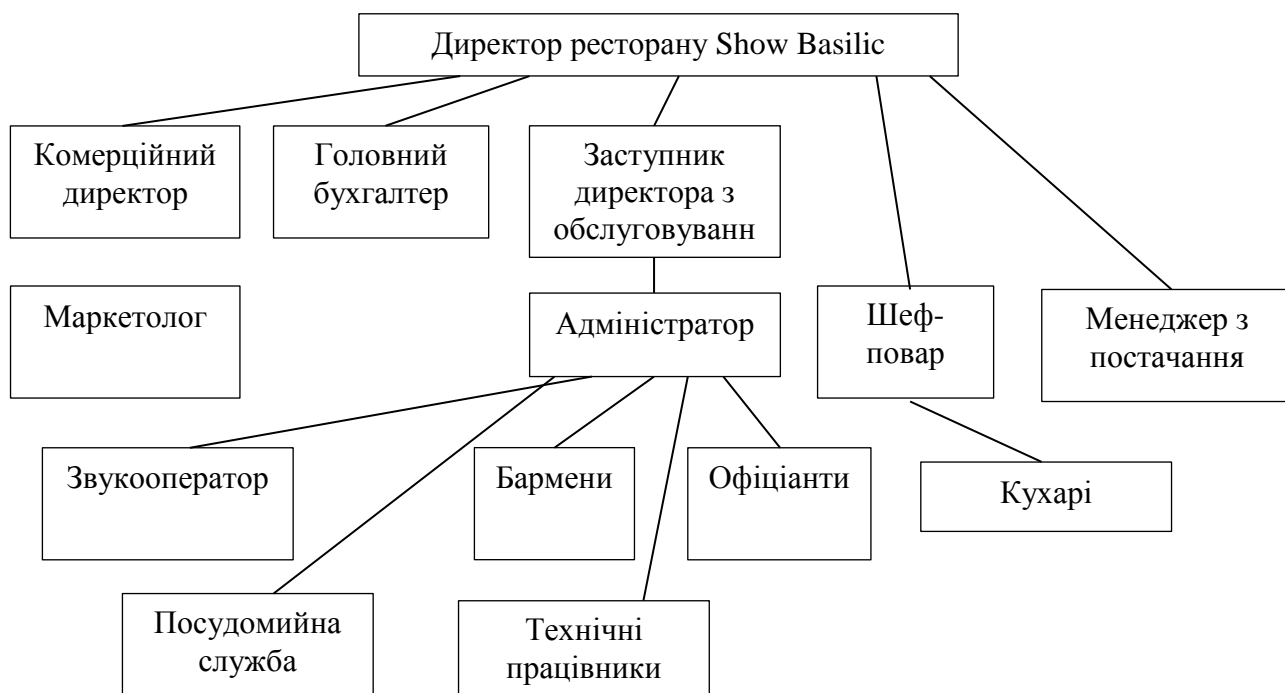 Директор ресторану Show Basilic
Комерційний
директор
Головний
бухгалтер
Заступник
директора з
обслуговуванн
Маркетолог
Адміністратор
Шеф-
повар
Менеджер з
постачання
Звукооператор
Бармени
Офіціанти
Кухарі
Посудомийна
служба
Технічні
працівники